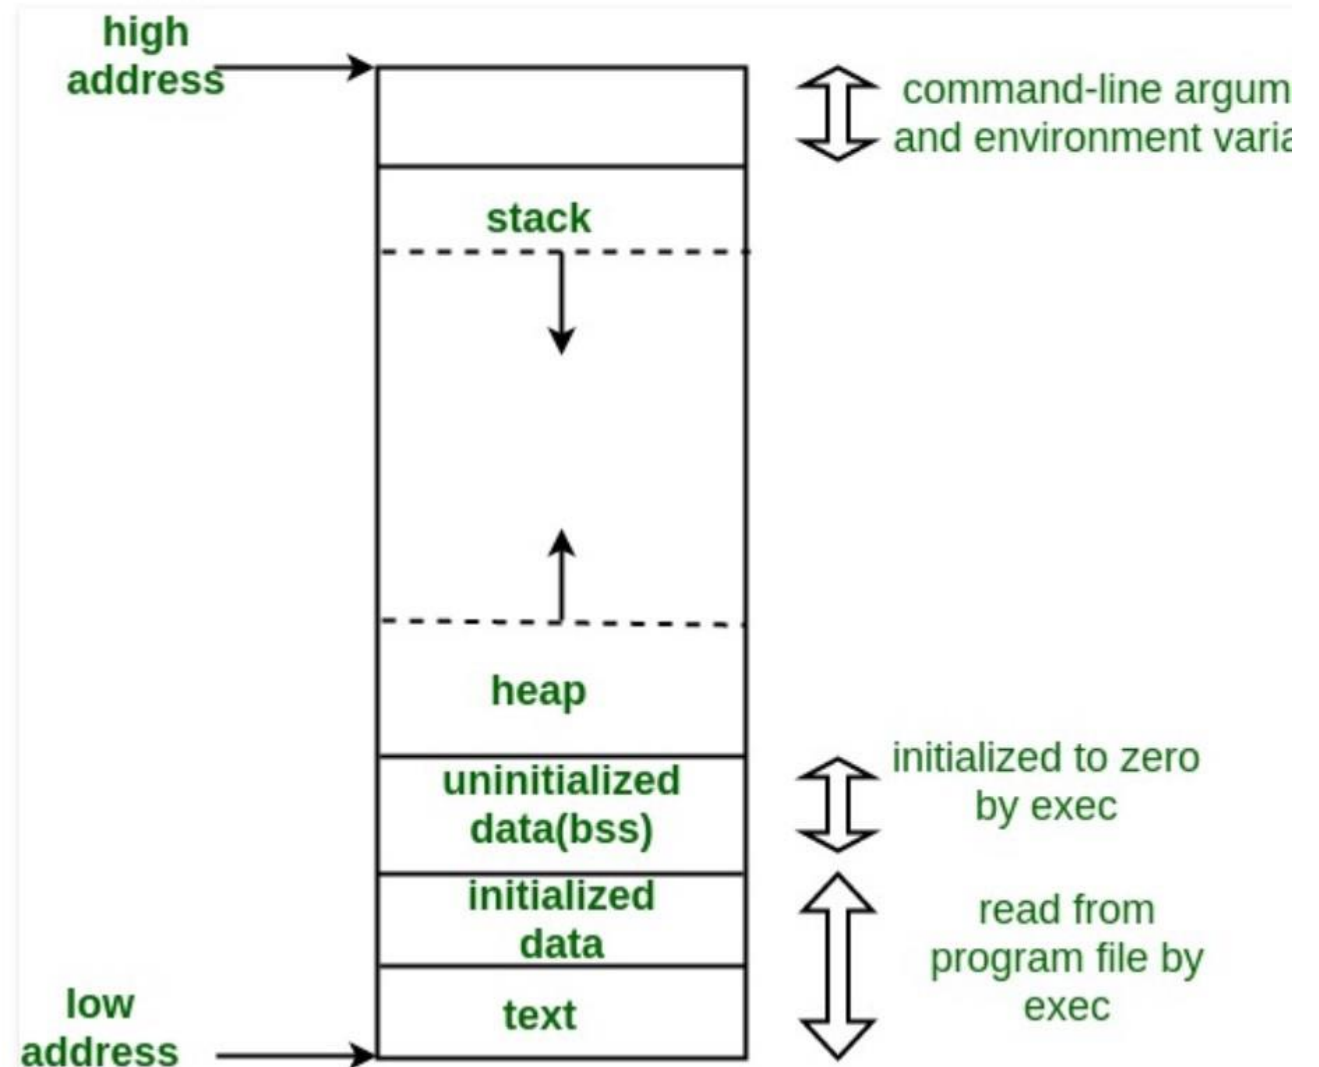 high
address
command-line argum
and environment varia
stack
heap
uninitialized
data(bss)
initialized to zero
by exec
initialized
data
read from
program file by
exec
text
low
address